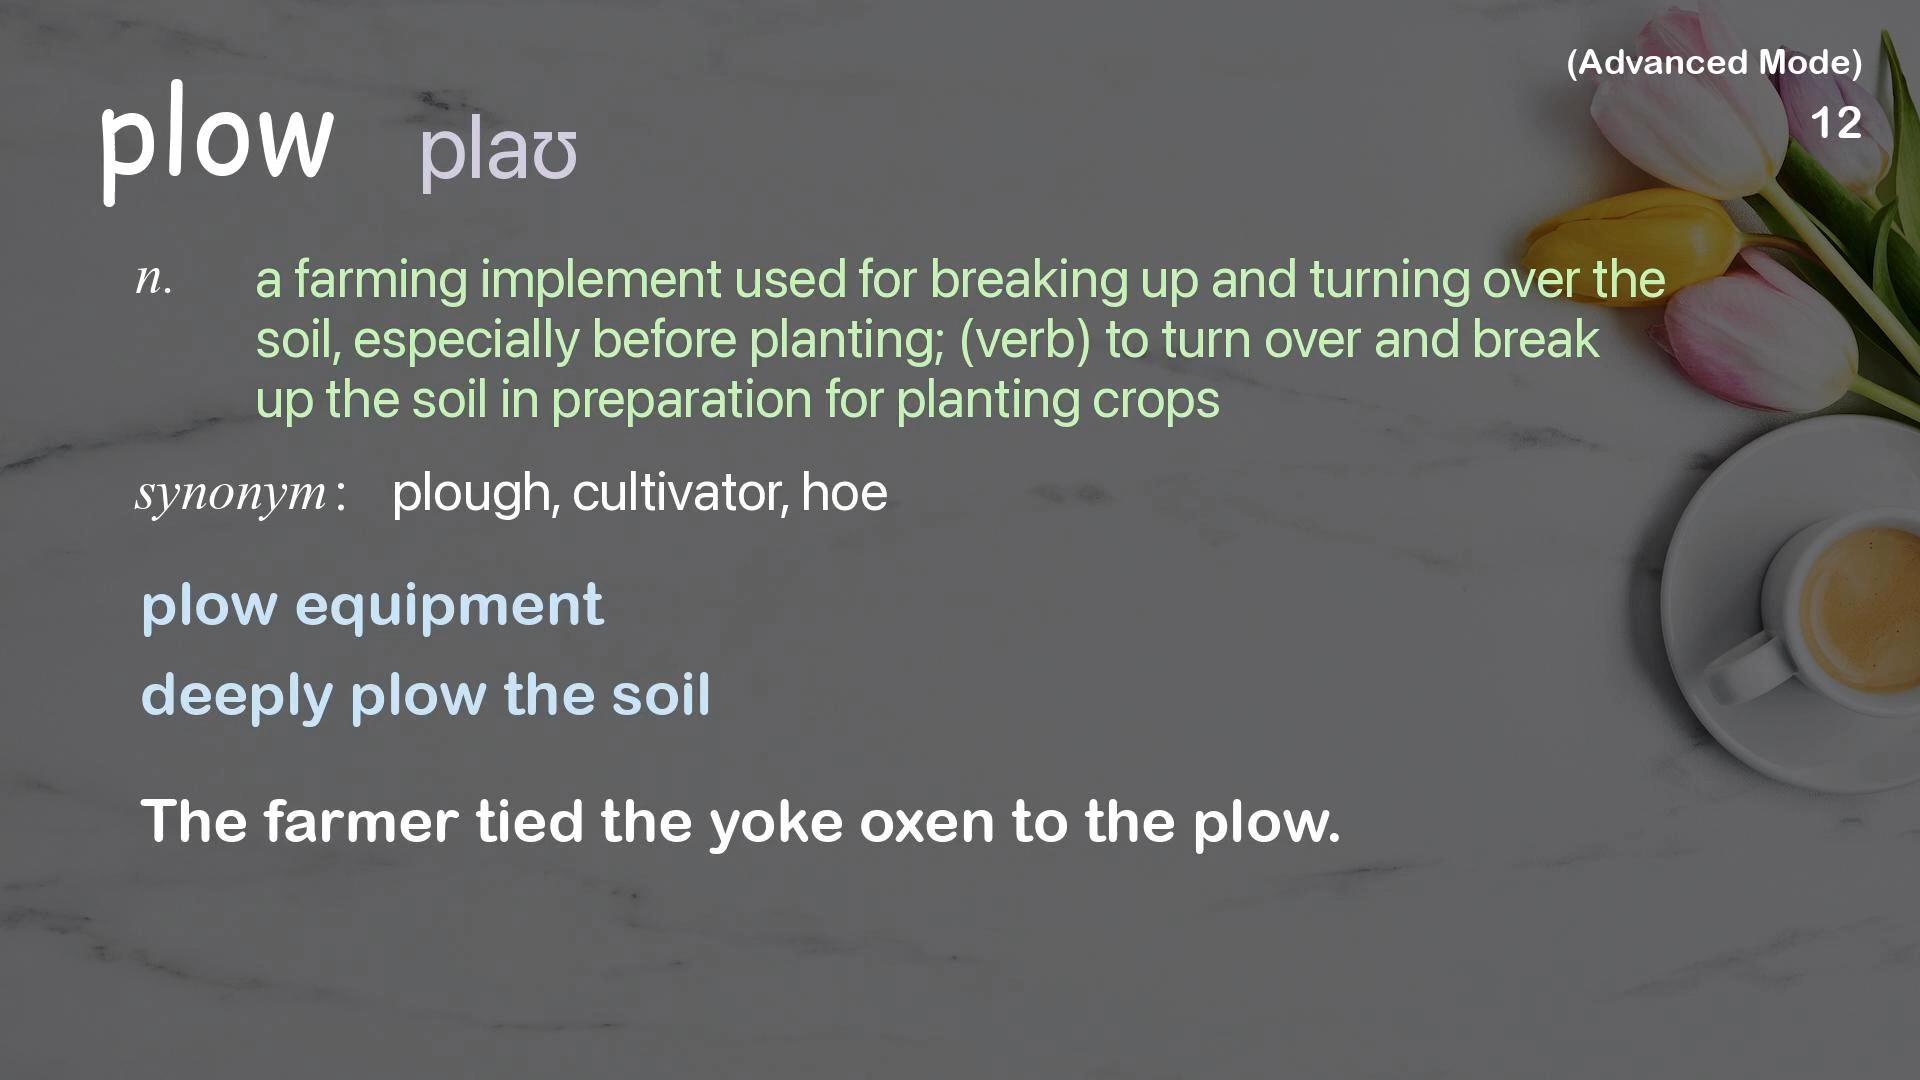 (Advanced Mode)
12
plow plaʊ
n. a farming implement used for breaking up and turning over the
soil, especially before planting; (verb) to turn over and break
up the soil in preparation for planting crops
synonym : plough, cultivator, hoe
plow equipment
deeply plow the soil
The farmer tied the yoke oxen to the plow.